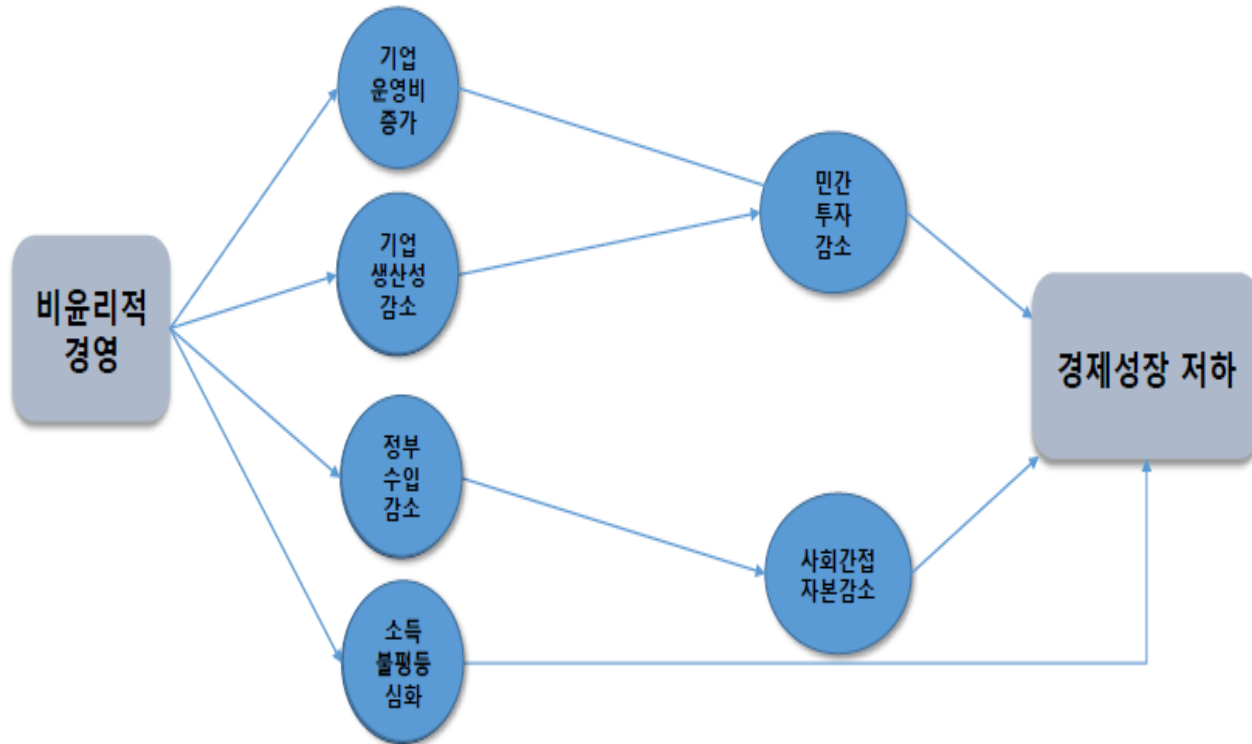 비윤리적
경영
기업
운영비
증가
기업
생산성
감소
정부
수입
감소
소득
불평등
심화
민간
투자
감소
사회간접
자본감소
경제성장 저하